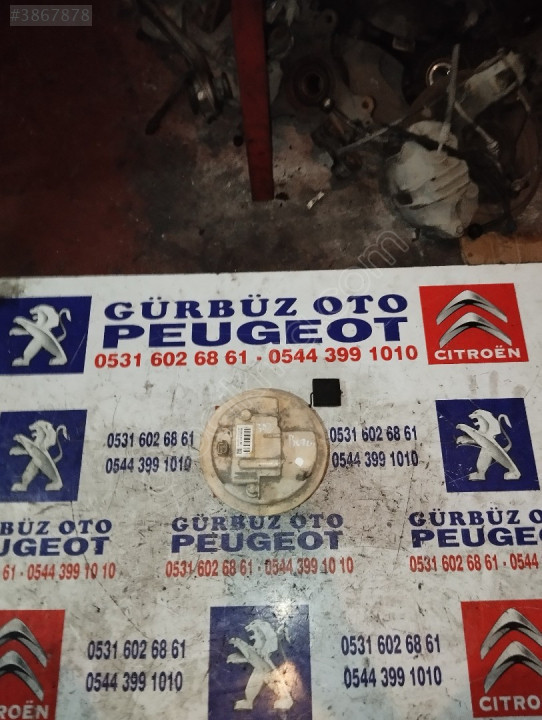 #3867878
GÜRBÜZ OTO
PEUGEOT
0531 602 68 61 - 0544 399 1010
CITROËN
0531 602 68 61
0544 399 1010
0531 602 68 61
0544 399 1010
GÜRBÜZ OTO
PEUGEOT
61 - 0544 399 10 10
GÜRBÜZ OTO
PEUGEOT
0531 602 68 61 - 0544 399 10 10
GÜRBÜZ OTO
PEUGEOT
0531 602 68 61 - 0544
CITROËN
0531 602 68 61
0544 399 1010
0531 602 68 61
0544 399 1010
CITRO